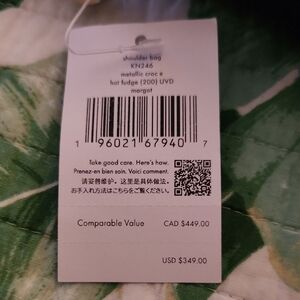 shoulder bag
KN246
metallic croc e
hot fudge (200) UVD
margot
1 96021 67940 7
Take good care. Here's how.
Prenez-en bien soin. Voici comment.
请妥善维护。这里是具体做法。
お手入れ方法はこちらをご覧ください。
Comparable Value CAD $449.00
USD $349.00